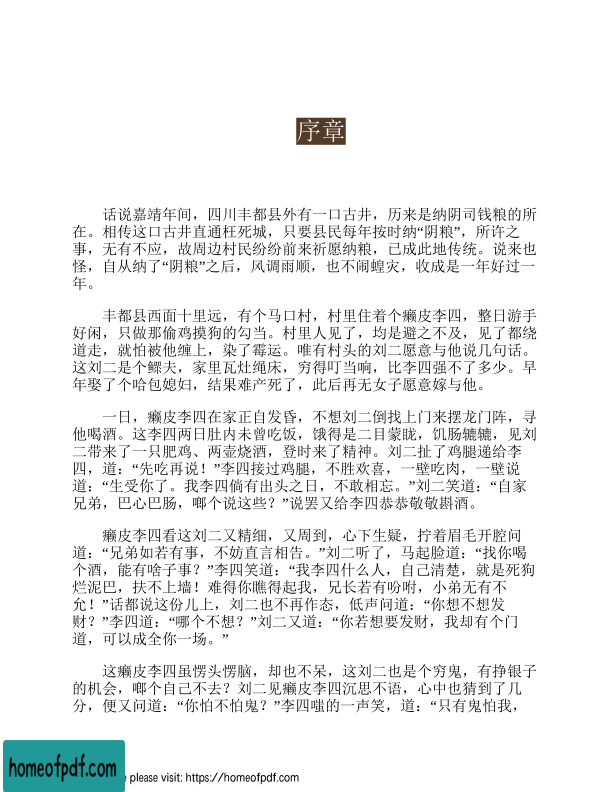 序章
话说嘉靖年间，四川丰都县外有一口古井，历来是纳阴司钱粮的所
在。相传这口古井直通枉死城，只要县民每年按时纳“阴粮”，所许之
事，无有不应，故周边村民纷纷前来祈愿纳粮，已成此地传统。说来也
怪，自从纳了“阴粮”之后，风调雨顺，也不闹蝗灾，收成是一年好过一
年。
丰都县西面十里远，有个马口村，村里住着个癞皮李四，整日游手
好闲，只做那偷鸡摸狗的勾当。村里人见了，均是避之不及，见了都绕
道走，就怕被他缠上，染了霉运。唯有村头的刘二愿意与他说几句话。
这刘二是个鳏夫，家里瓦灶绳床，穷得叮当响，比李四强不了多少。早
年娶了个哈包媳妇，结果难产死了，此后再无女子愿意嫁与他。
一日，癞皮李四在家正自发昏，不想刘二倒找上门来摆龙门阵，寻
他喝酒。这李四两日肚内未曾吃饭，饿得是二目蒙眬，饥肠辘辘，见刘
二带来了一只肥鸡、两壶烧酒，登时来了精神。刘二扯了鸡腿递给李
四，道：“先吃再说！”李四接过鸡腿，不胜欢喜，一壁吃肉，一壁说
道：“生受你了。我李四倘有出头之日，不敢相忘。”刘二笑道：“自家
兄弟，巴心巴肠，啷个说这些？”说罢又给李四恭恭敬敬斟酒。
癞皮李四看这刘二又精细，又周到，心下生疑，拧着眉毛开腔问
道：“兄弟如若有事，不妨直言相告。”刘二听了，马起脸道：“找你喝
个酒，能有啥子事？”李四笑道：“我李四什么人，自己清楚，就是死狗
烂泥巴，扶不上墙！难得你瞧得起我，兄长若有吩咐，小弟无有不
允！”话都说这份儿上，刘二也不再作态，低声问道：“你想不想发
财？”李四道：“哪个不想？”刘二又道：“你若想要发财，我却有个门
道，可以成全你一场。”
这癞皮李四虽愣头愣脑，却也不呆，这刘二也是个穷鬼，有挣银子
的机会，啷个自己不去？刘二见癞皮李四沉思不语，心中也猜到了几
分，便又问道：“你怕不怕鬼？”李四嗤的一声笑，道：“只有鬼怕我，
homeofpdf.com
e please visit: https://homeofpdf.com